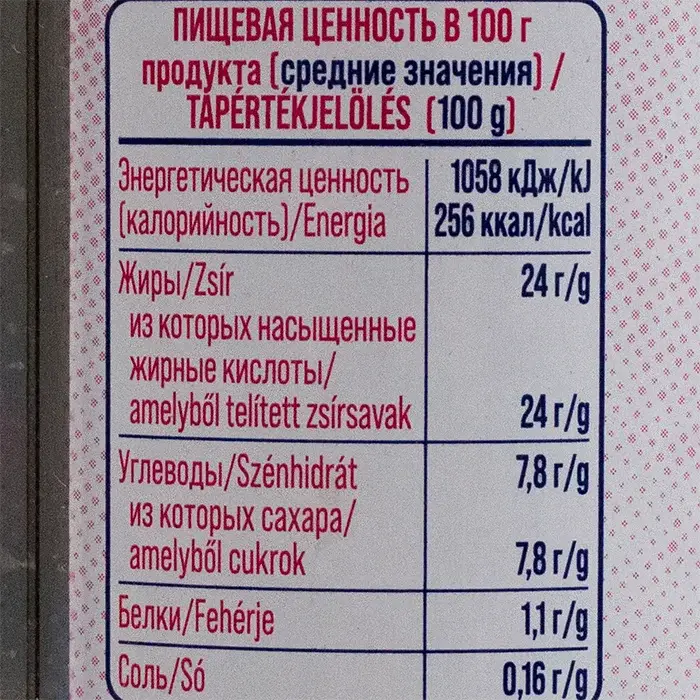 ПИЩЕВАЯ ЦЕННОСТЬ В 100 г
продукта (средние значения) /
TÁPÉRTÉKJELÖLÉS (100 g)
Энергетическая ценность 1058 кДж/kJ
(калорийность)/Energia 256 ккал/kcal
Жиры/Zsír 24 г/g
из которых насыщенные
жирные кислоты/
amelyből telített zsírsavak 24 г/g
Углеводы/Szénhidrát 7,8 г/g
из которых сахара/
amelyből cukrok 7,8 г/g
Белки/Fehérje 1,1 г/g
Соль/Só 0,16 г/g